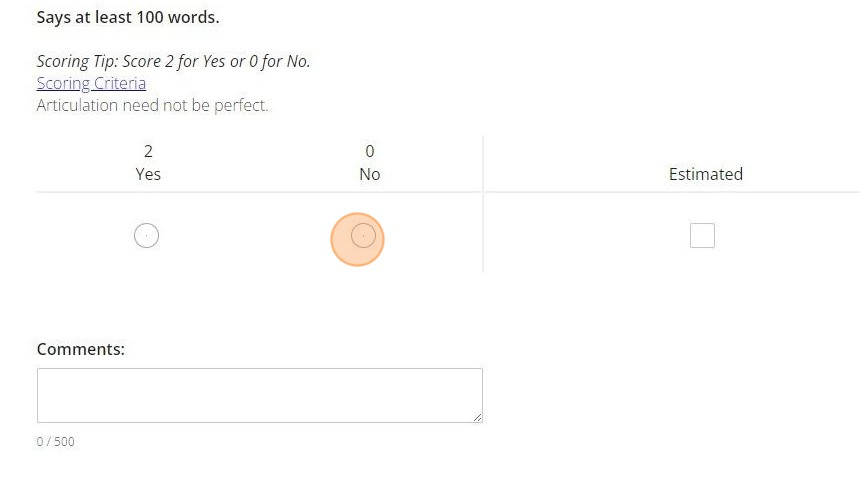 Says at least 100 words.
Scoring Tip: Score 2 for Yes or 0 for No.
Scoring Criteria
Articulation need not be perfect.
2 0
Yes No Estimated
Comments:
0 / 500